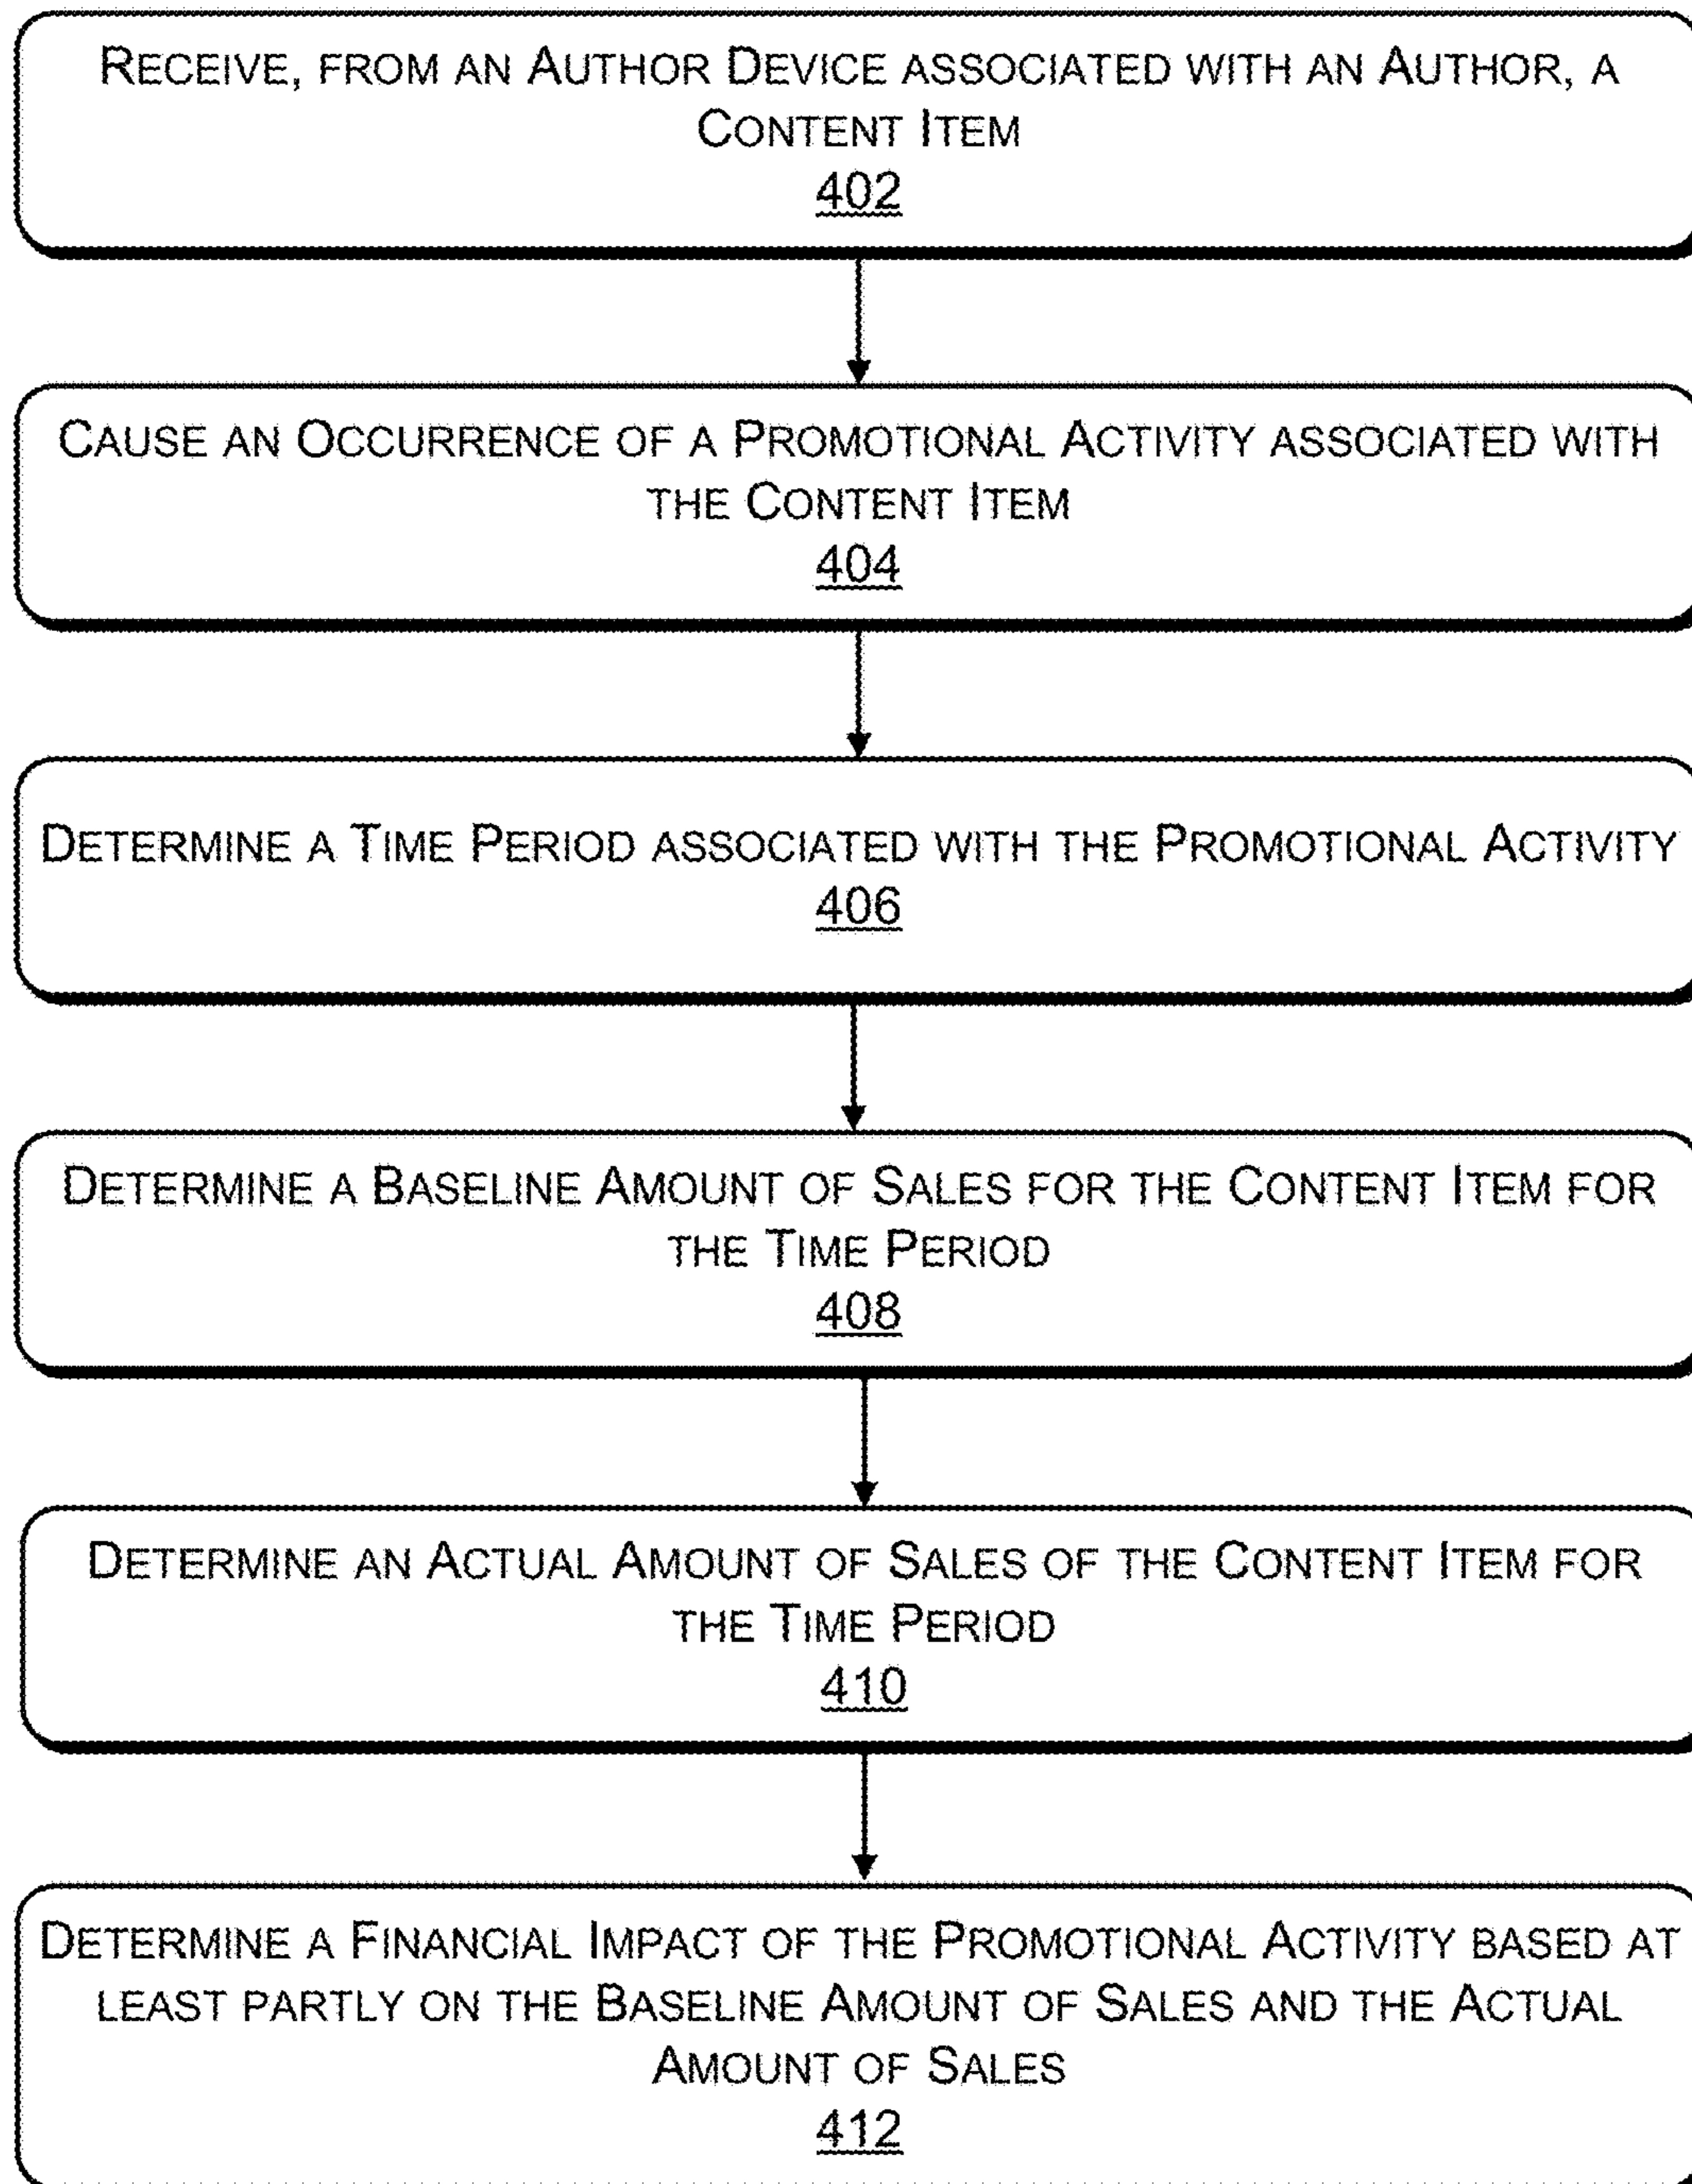 RECEIVE, FROM AN AUTHOR DEVICE ASSOCIATED WITH AN AUTHOR, A
CONTENT ITEM
402
CAUSE AN OCCURRENCE OF A PROMOTIONAL ACTIVITY ASSOCIATED WITH
THE CONTENT ITEM
404
DETERMINE A TIME PERIOD ASSOCIATED WITH THE PROMOTIONAL ACTIVITY
406
DETERMINE A BASELINE AMOUNT OF SALES FOR THE CONTENT ITEM FOR
THE TIME PERIOD
408
DETERMINE AN ACTUAL AMOUNT OF SALES OF THE CONTENT ITEM FOR
THE TIME PERIOD
410
DETERMINE A FINANCIAL IMPACT OF THE PROMOTIONAL ACTIVITY BASED AT
LEAST PARTLY ON THE BASELINE AMOUNT OF SALES AND THE ACTUAL
AMOUNT OF SALES
412